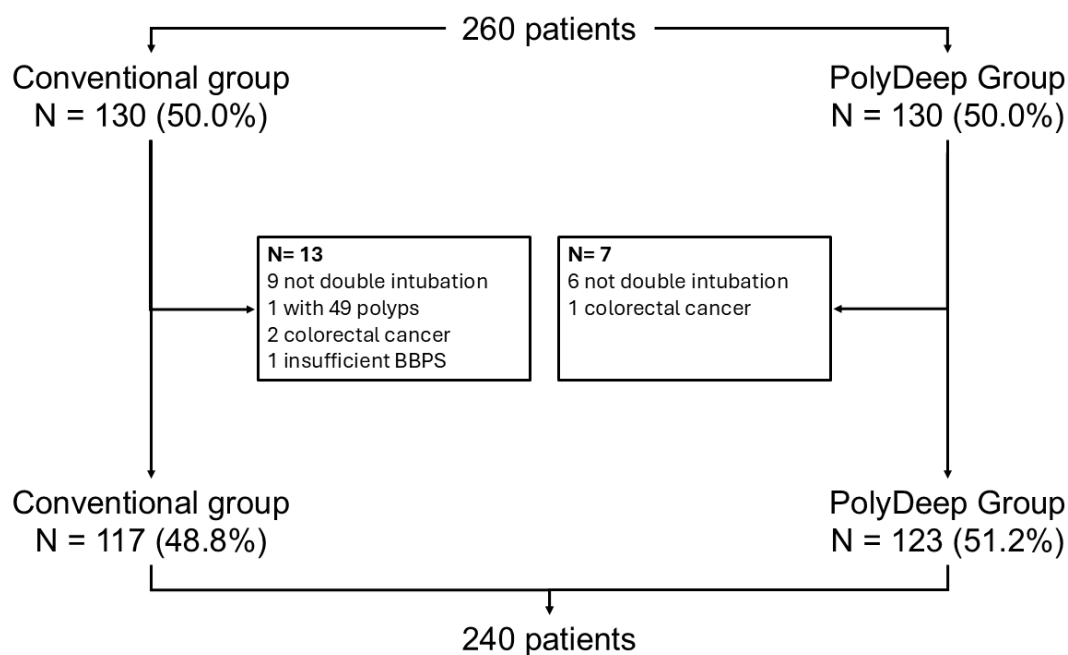 260 patients
Conventional group
N = 130 (50.0%)
PolyDeep Group
N = 130 (50.0%)
N= 13
9 not double intubation
1 with 49 polyps
2 colorectal cancer
1 insufficient BBPS
N= 7
6 not double intubation
1 colorectal cancer
Conventional group
N = 117 (48.8%)
PolyDeep Group
N = 123 (51.2%)
240 patients